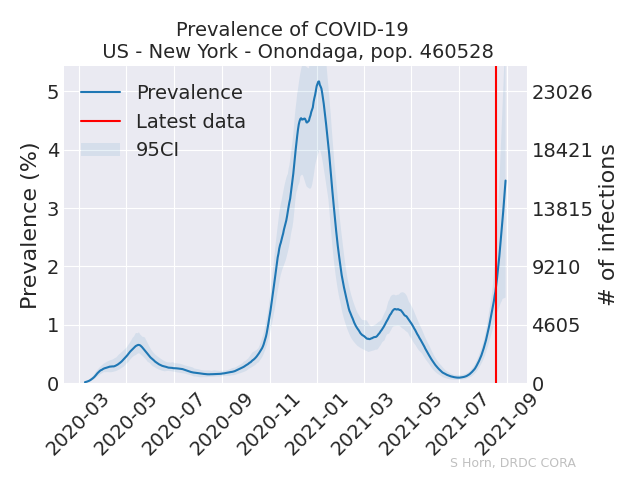 Prevalence of COVID-19
US - New York - Onondaga, pop. 460528
Prevalence
Latest data
95CI
Prevalence (%)
5
4
3
2
1
0
23026
18421
13815
9210
4605
0
# of infections
2020-03
2020-05
2020-07
2020-09
2020-11
2021-01
2021-03
2021-05
2021-07
2021-09
S Horn, DRDC CORA